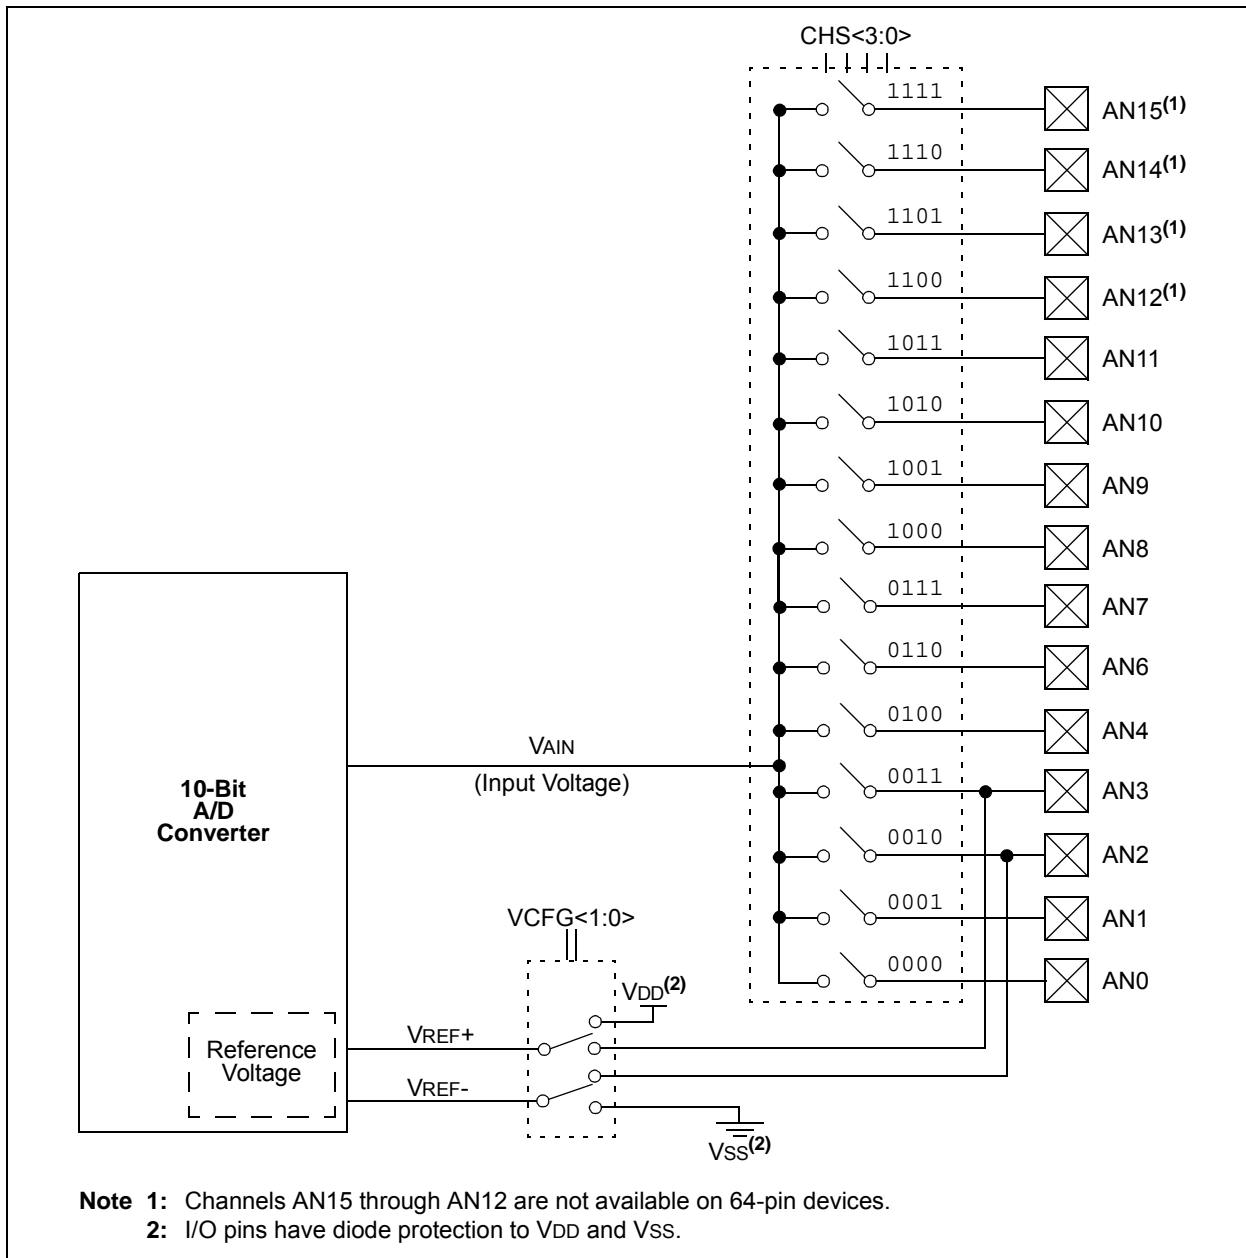 CHS<3:0>
1111
AN15(1)
1110
AN14(1)
1101
AN13(1)
1100
AN12(1)
1011
AN11
1010
AN10
1001
AN9
1000
AN8
0111
AN7
0110
AN6
0100
AN4
VAIN
(Input Voltage)
0011
AN3
10-Bit
A/D
Converter
0010
AN2
0001
AN1
VCFG<1:0>
0000
AN0
VDD(2)
VREF+
Reference
Voltage
VREF-
VSS(2)
Note 1: Channels AN15 through AN12 are not available on 64-pin devices.
2: I/O pins have diode protection to VDD and VSS.